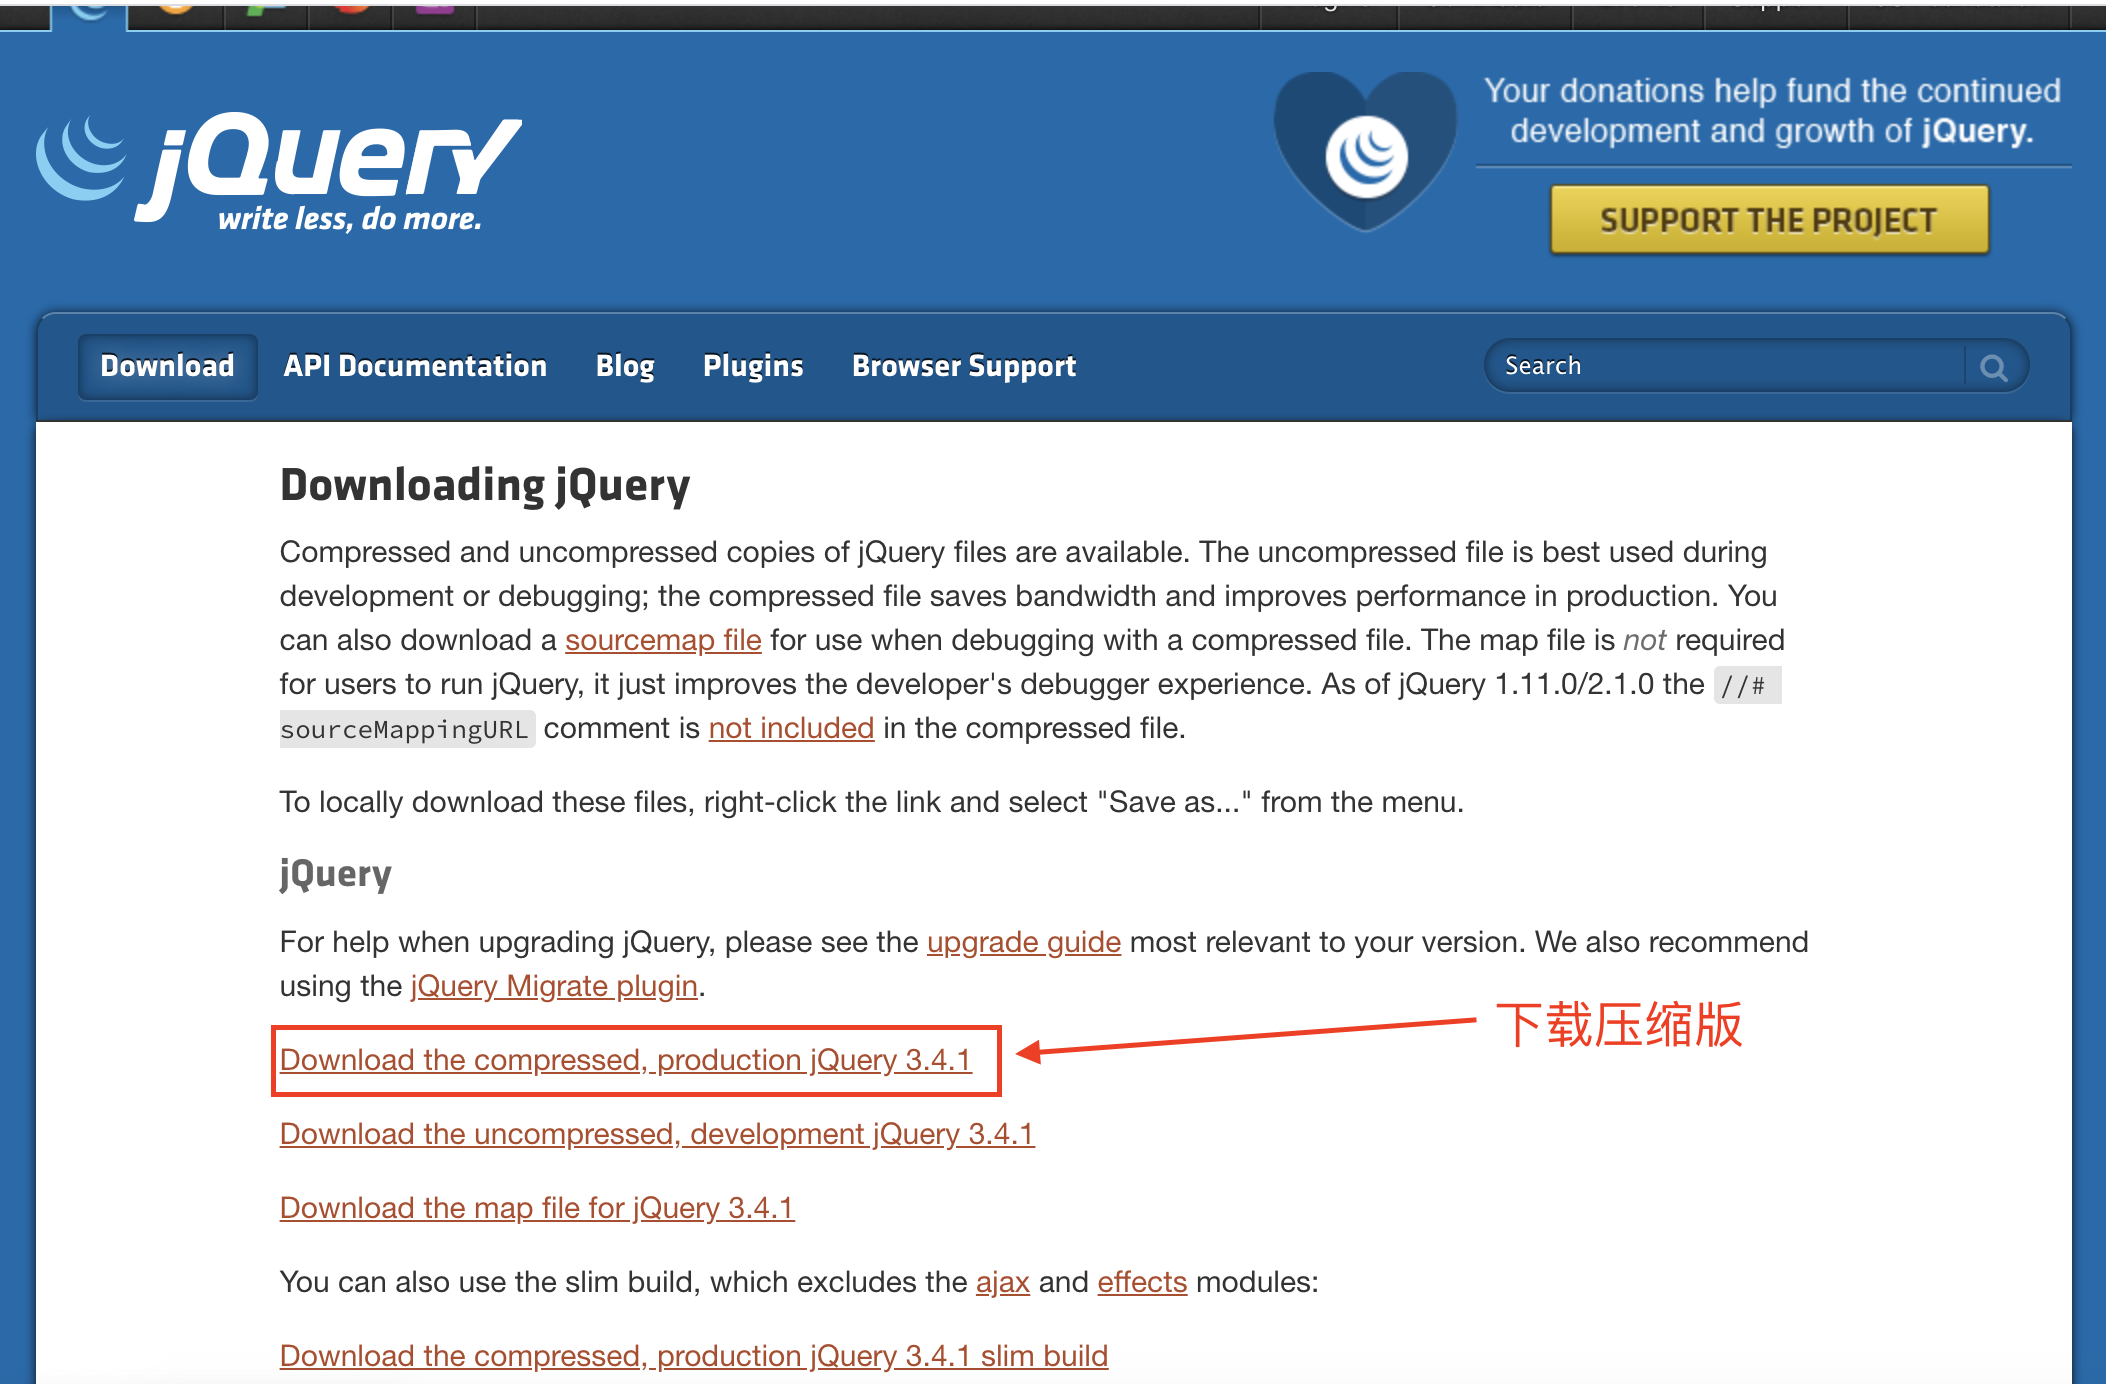 Your donations help fund the continued
development and growth of jQuery.
SUPPORT THE PROJECT
jQuery
write less, do more.
Download API Documentation Blog Plugins Browser Support Search
Downloading jQuery
Compressed and uncompressed copies of jQuery files are available. The uncompressed file is best used during
development or debugging; the compressed file saves bandwidth and improves performance in production. You
can also download a sourcemap file for use when debugging with a compressed file. The map file is not required
for users to run jQuery, it just improves the developer's debugger experience. As of jQuery 1.11.0/2.1.0 the //#
sourceMappingURL comment is not included in the compressed file.
To locally download these files, right-click the link and select "Save as..." from the menu.
jQuery
For help when upgrading jQuery, please see the upgrade guide most relevant to your version. We also recommend
using the jQuery Migrate plugin.
下载压缩版
Download the compressed, production jQuery 3.4.1
Download the uncompressed, development jQuery 3.4.1
Download the map file for jQuery 3.4.1
You can also use the slim build, which excludes the ajax and effects modules:
Download the compressed, production jQuery 3.4.1 slim build